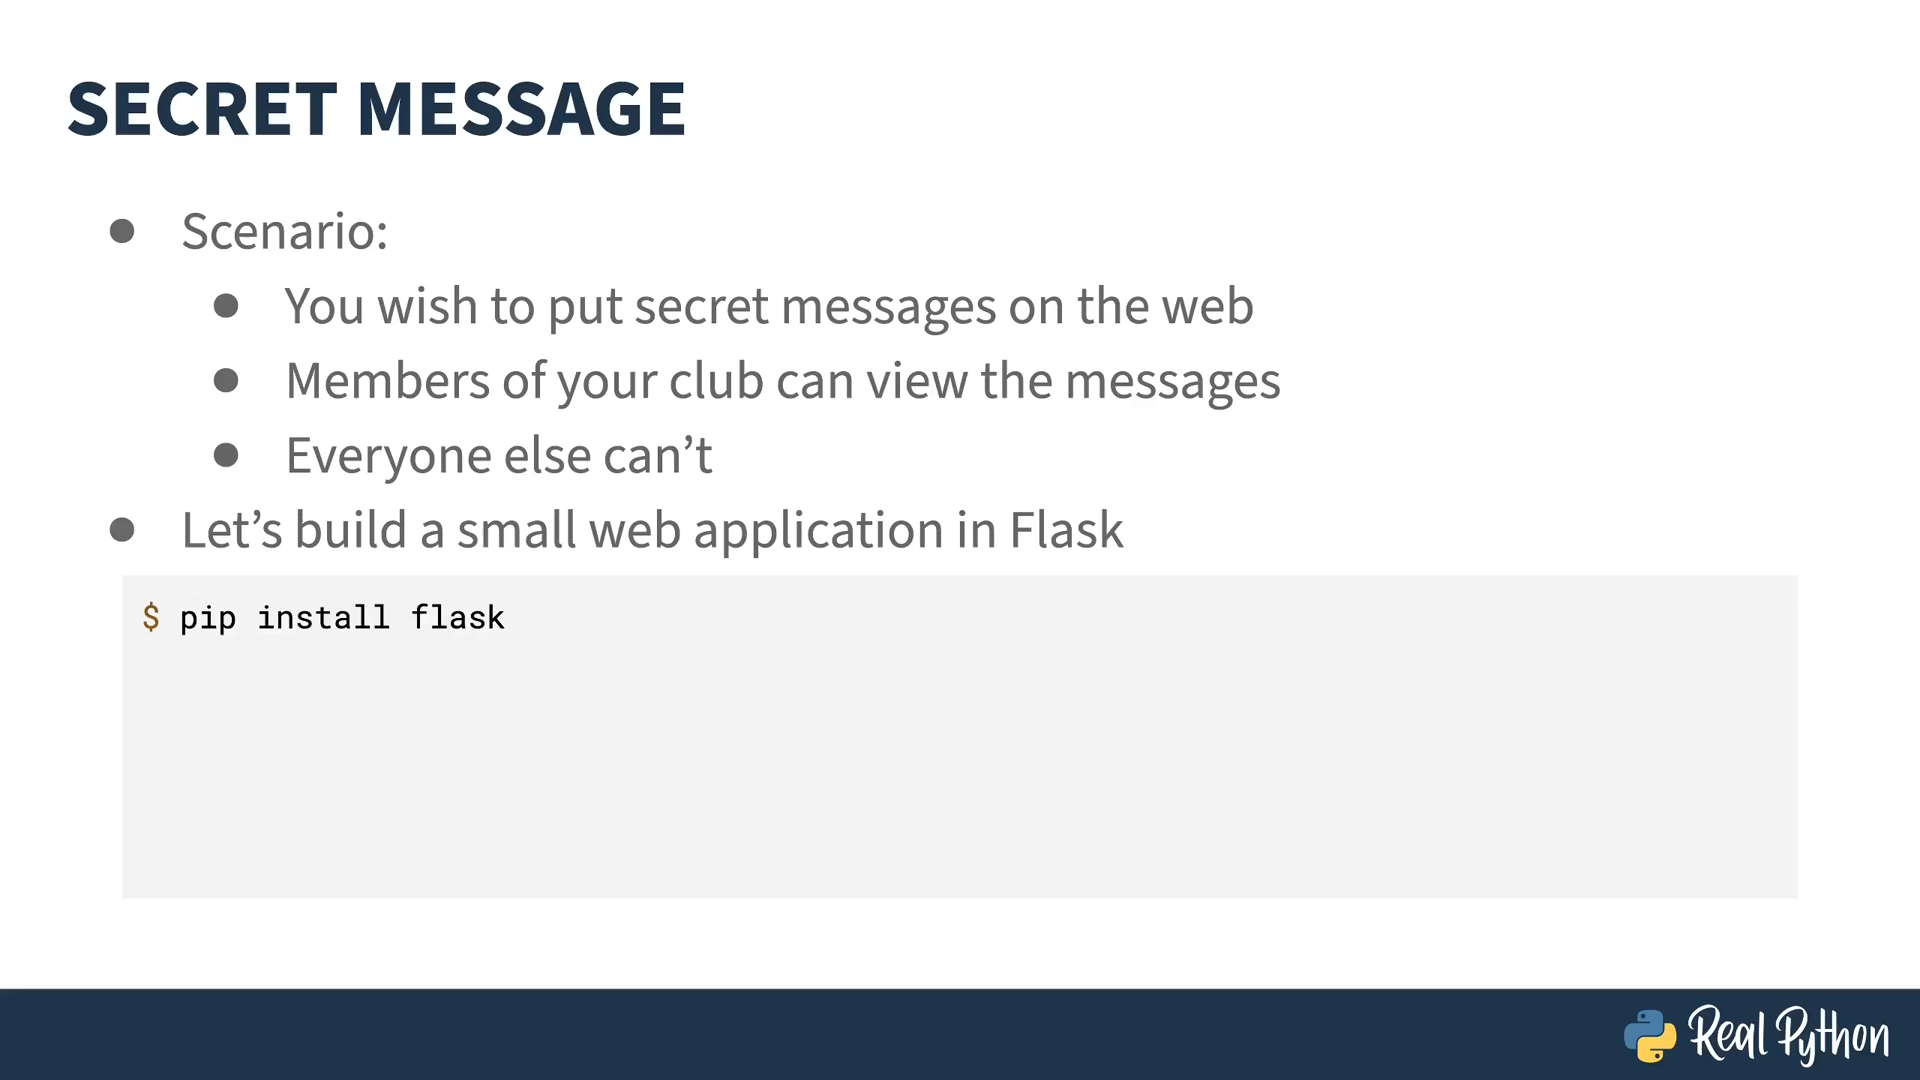 SECRET MESSAGE
Scenario:
You wish to put secret messages on the web
Members of your club can view the messages
Everyone else can’t
Let’s build a small web application in Flask
$ pip install flask
Real Python